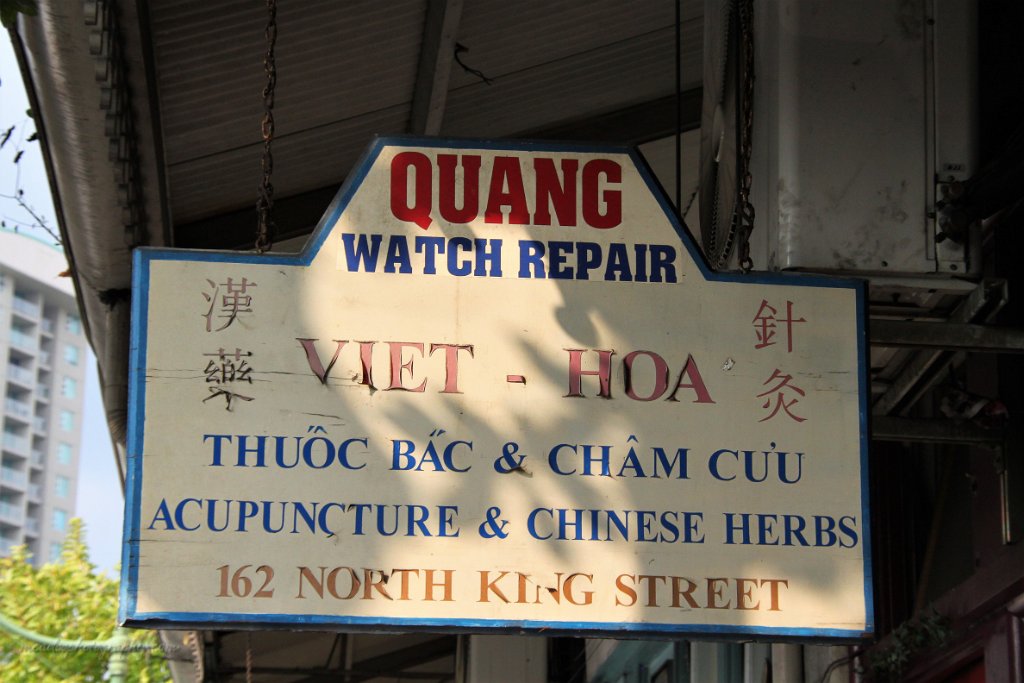 QUANG
WATCH REPAIR
漢藥
針灸
VIET - HOA
THUỐC BẮC & CHÂM CỨU
ACUPUNCTURE & CHINESE HERBS
162 NORTH KING STREET